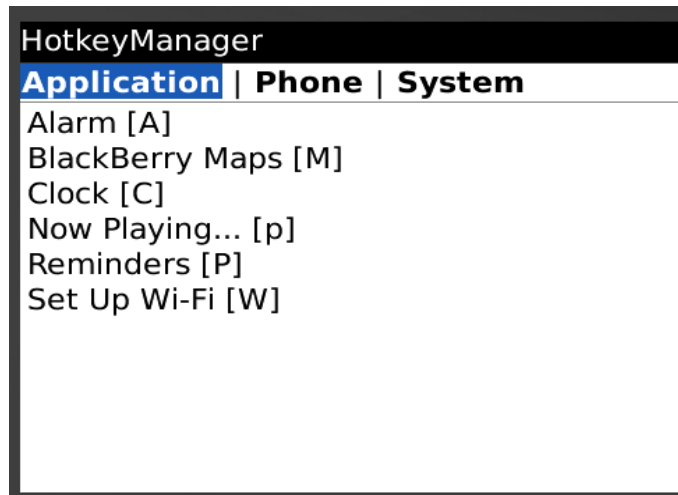 HotkeyManager
Application | Phone | System
Alarm [A]
BlackBerry Maps [M]
Clock [C]
Now Playing... [p]
Reminders [P]
Set Up Wi-Fi [W]